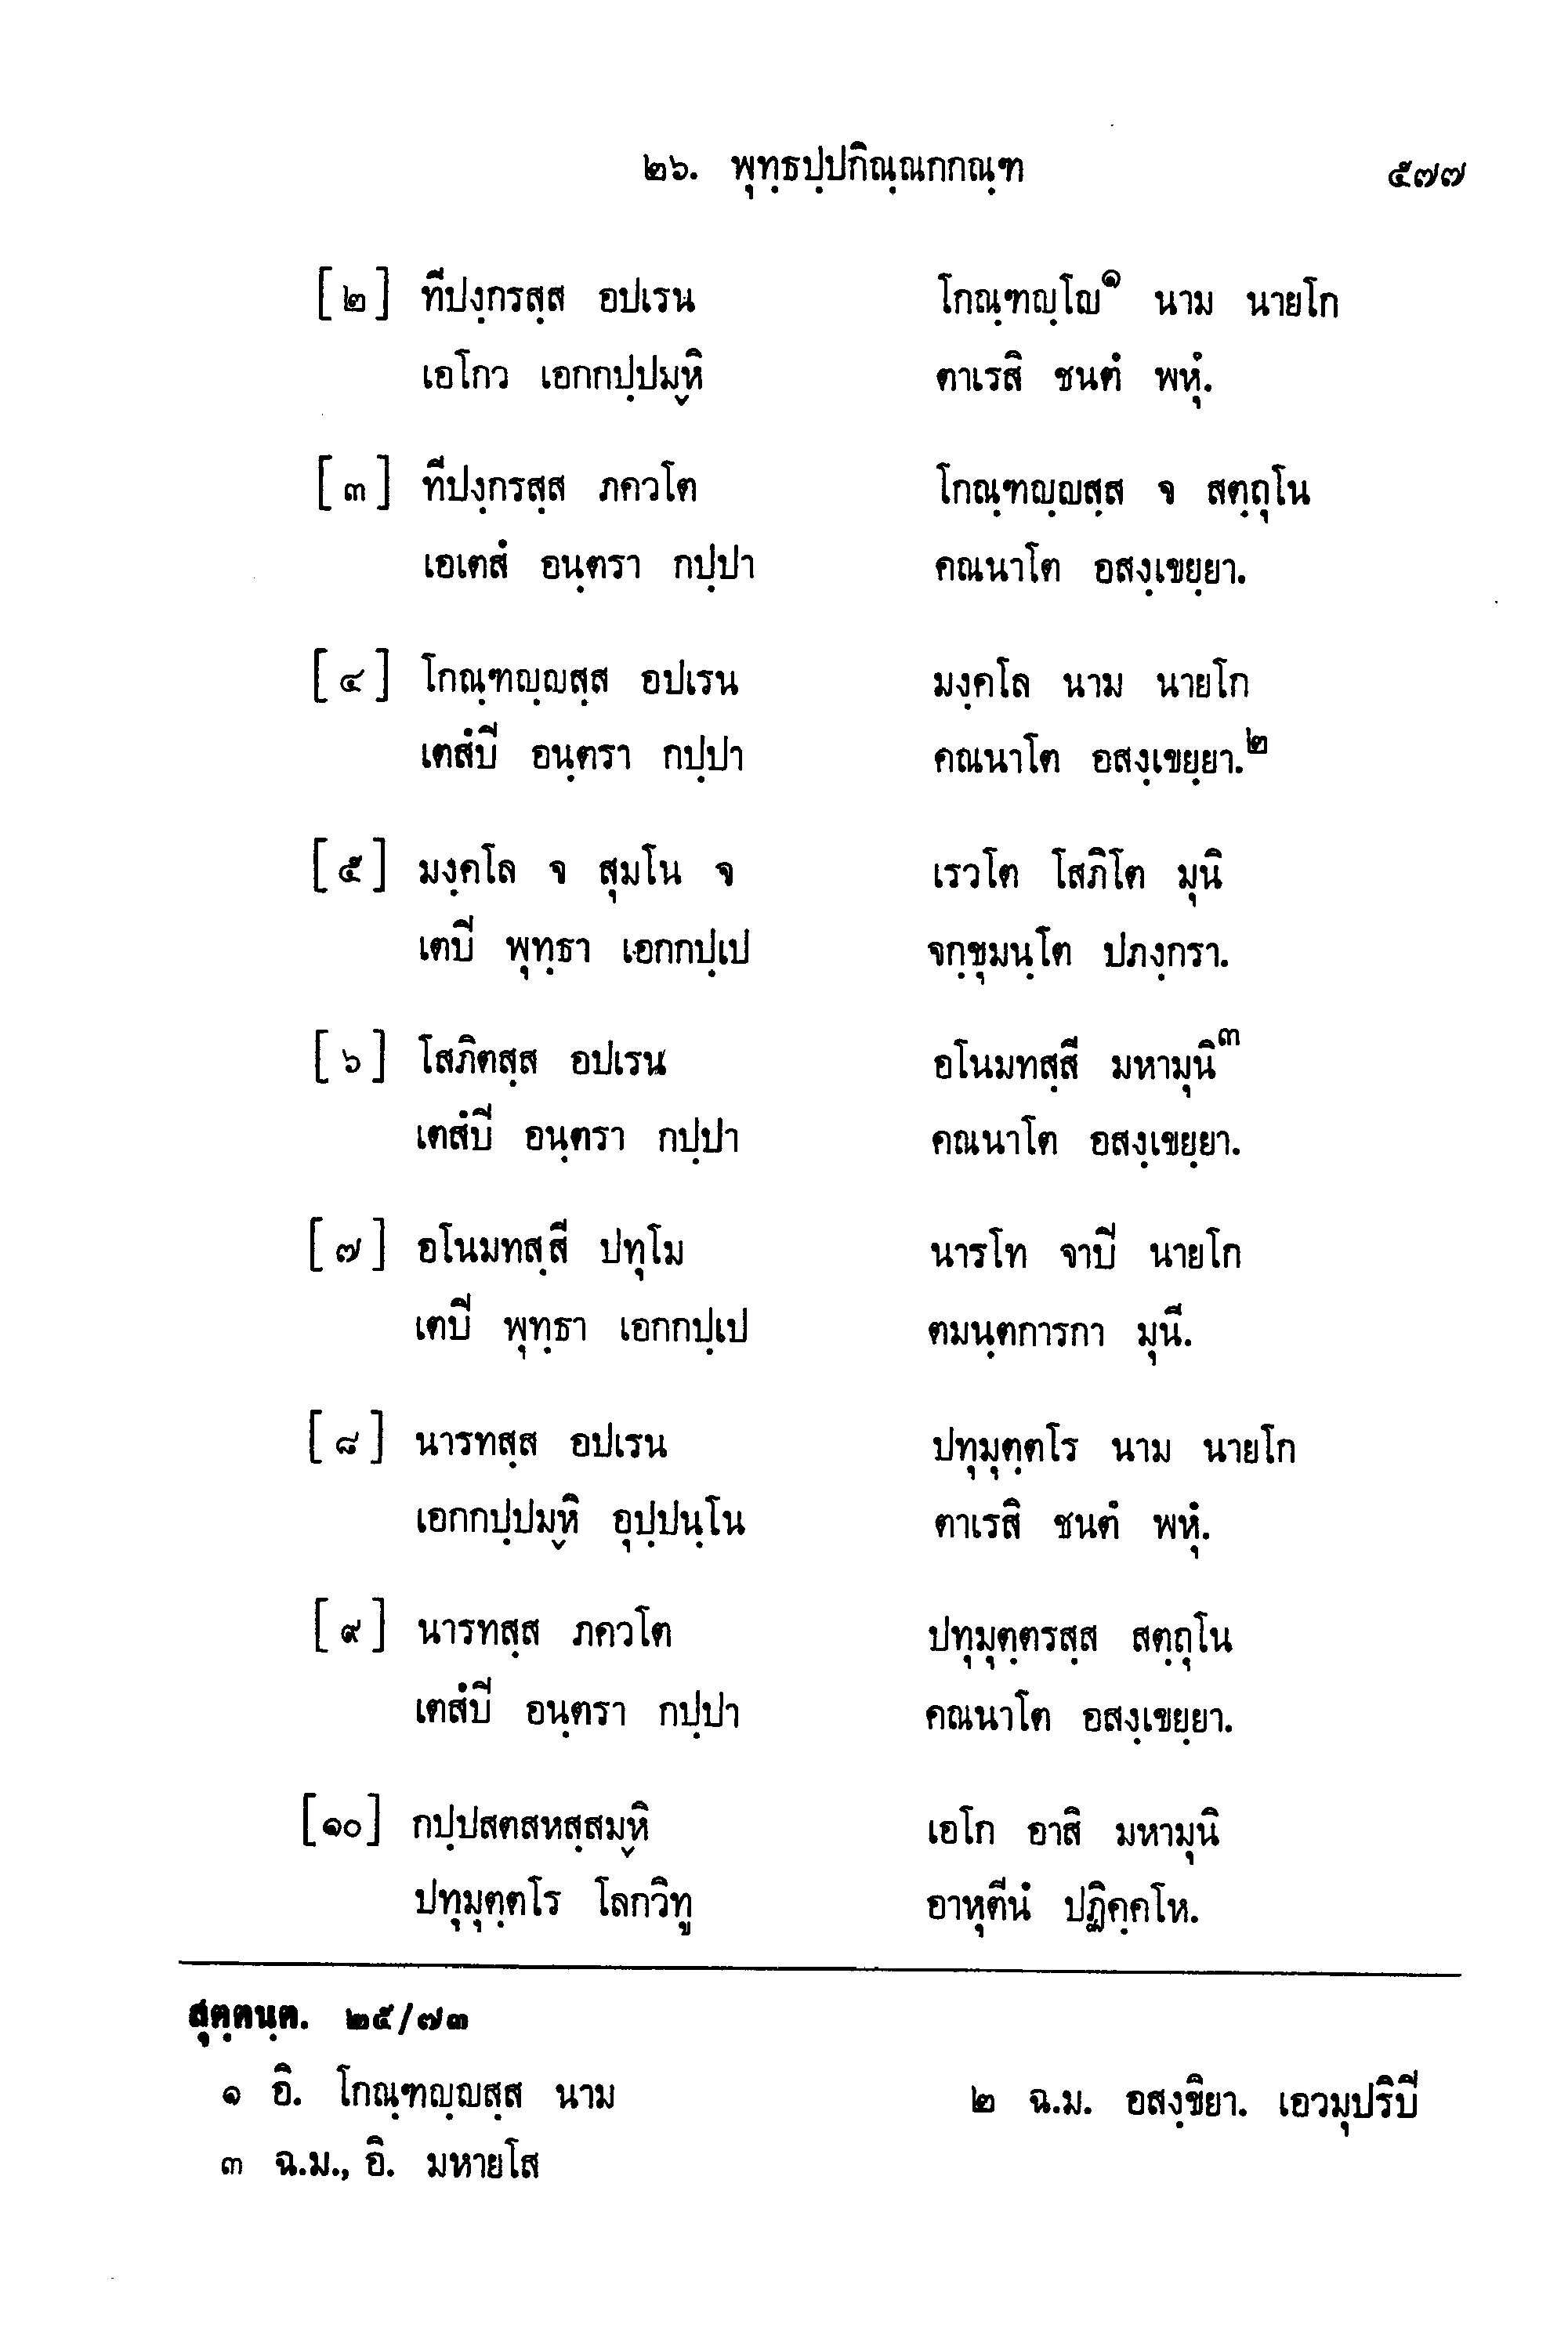 ๒๖. พุทฺธปฺปกิณฺณกกณฺฑ ๕๗๗
[๒] ทีปงฺกรสฺส อปเรน โกณฺฑญฺโญ๑ นาม นายโก
เอโกว เอกกปฺปมฺหิ ตาเรสิ ชนตํ พหุํ.
[๓] ทีปงฺกรสฺส ภควโต โกณฺฑญฺญสฺส จ สตฺถุโน
เอเตสํ อนฺตรา กปฺปา คณนาโต อสงฺเขยฺยา.
[๔] โกณฺฑญฺญสฺส อปเรน มงฺคโล นาม นายโก
เตสํปิ อนฺตรา กปฺปา คณนาโต อสงฺเขยฺยา.๒
[๕] มงฺคโล จ สุมโน จ เรวโต โสภิโต มุนิ
เตปิ พุทฺธา เอกกปฺเป จกฺขุมนฺโต ปภงฺกรา.
[๖] โสภิตสฺส อปเรน อโนมทสฺสี มหามุนิ๓
เตสํปิ อนฺตรา กปฺปา คณนาโต อสงฺเขยฺยา.
[๗] อโนมทสฺสี ปทุโม นารโท จาปิ นายโก
เตปิ พุทฺธา เอกกปฺเป ตมนฺตการกา มุนี.
[๘] นารทสฺส อปเรน ปทุมุตฺตโร นาม นายโก
เอกกปฺปมฺหิ อุปฺปนฺโน ตาเรสิ ชนตํ พหุํ.
[๙] นารทสฺส ภควโต ปทุมุตฺตรสฺส สตฺถุโน
เตสํปิ อนฺตรา กปฺปา คณนาโต อสงฺเขยฺยา.
[๑๐] กปฺปสตสหสฺสมฺหิ เอโก อาสิ มหามุนิ
ปทุมุตฺตโร โลกวิทู อาหุตีนํ ปฏิคฺคโห.
สุตฺตนฺต. ๒๕/๗๓
๑ อิ. โกณฺฑญฺญสฺส นาม ๒ ฉ.ม. อสงฺขิยา. เอวมุปริปิ
๓ ฉ.ม., อิ. มหายโส